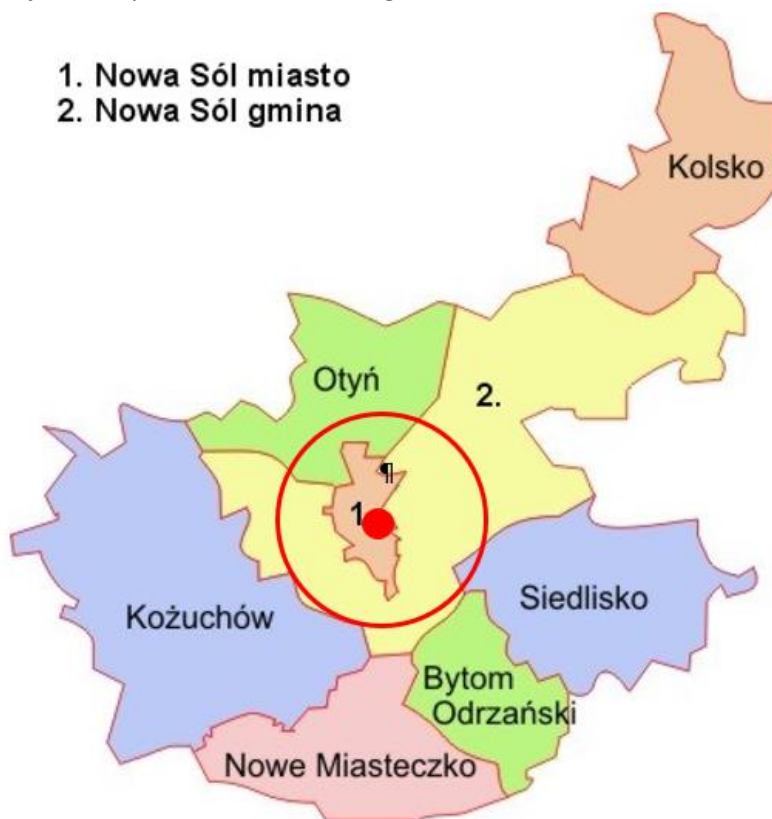 1. Nowa Sól miasto
2. Nowa Sól gmina
Kolsko
Otyń
2.
¶
1
Kożuchów
Siedlisko
Bytom
Odrzański
Nowe Miasteczko